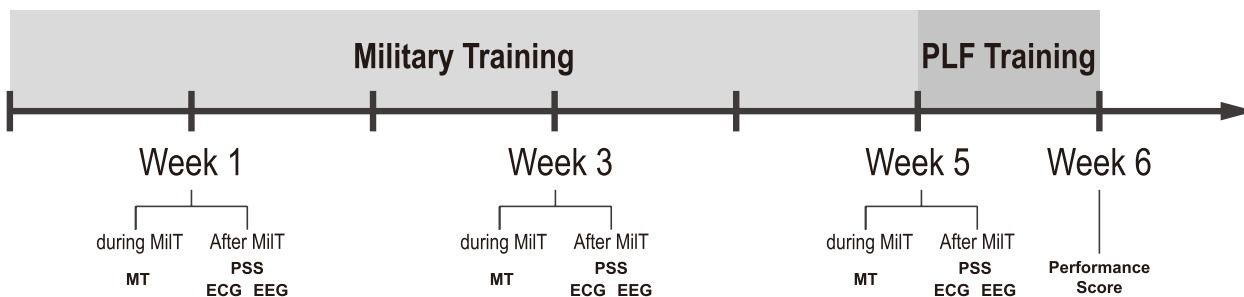 Military Training
PLF Training
Week 1
Week 3
Week 5
Week 6
during MilT
After MilT
during MilT
After MilT
during MilT
After MilT
MT
PSS
ECG EEG
MT
PSS
ECG EEG
MT
PSS
ECG EEG
Performance
Score